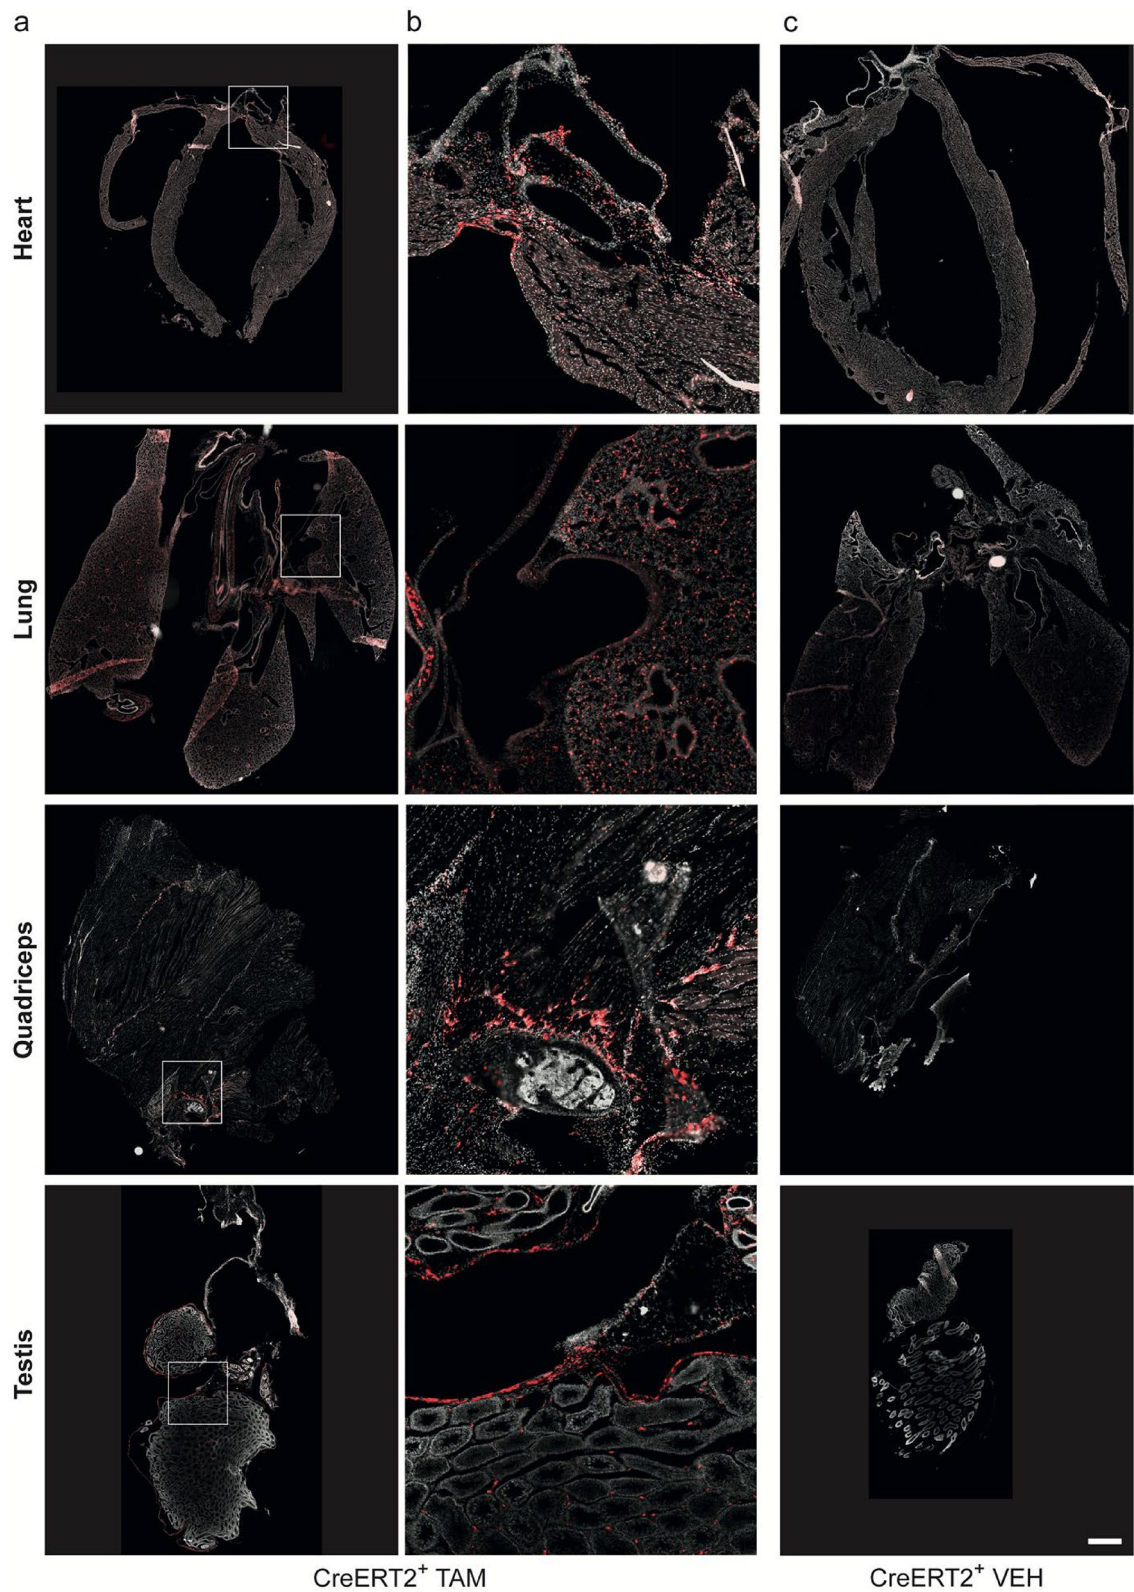 a b c
Heart
Lung
Quadriceps
Testis
CreERT2⁺ TAM CreERT2⁺ VEH